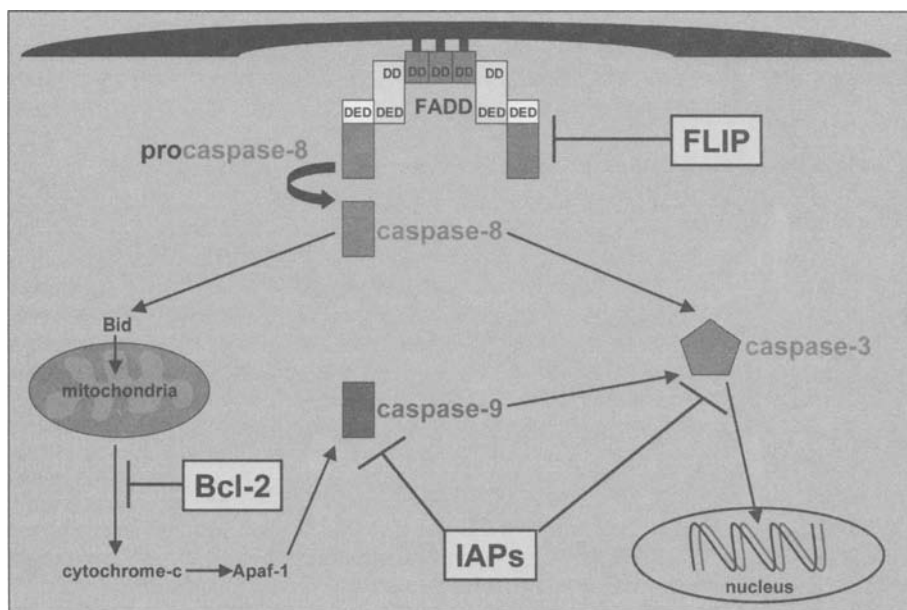 DD DD DD DD DD
DED DED FADD DED DED
procaspase-8
FLIP
caspase-8
Bid
mitochondria
caspase-3
caspase-9
Bcl-2
IAPs
cytochrome-c Apaf-1
nucleus